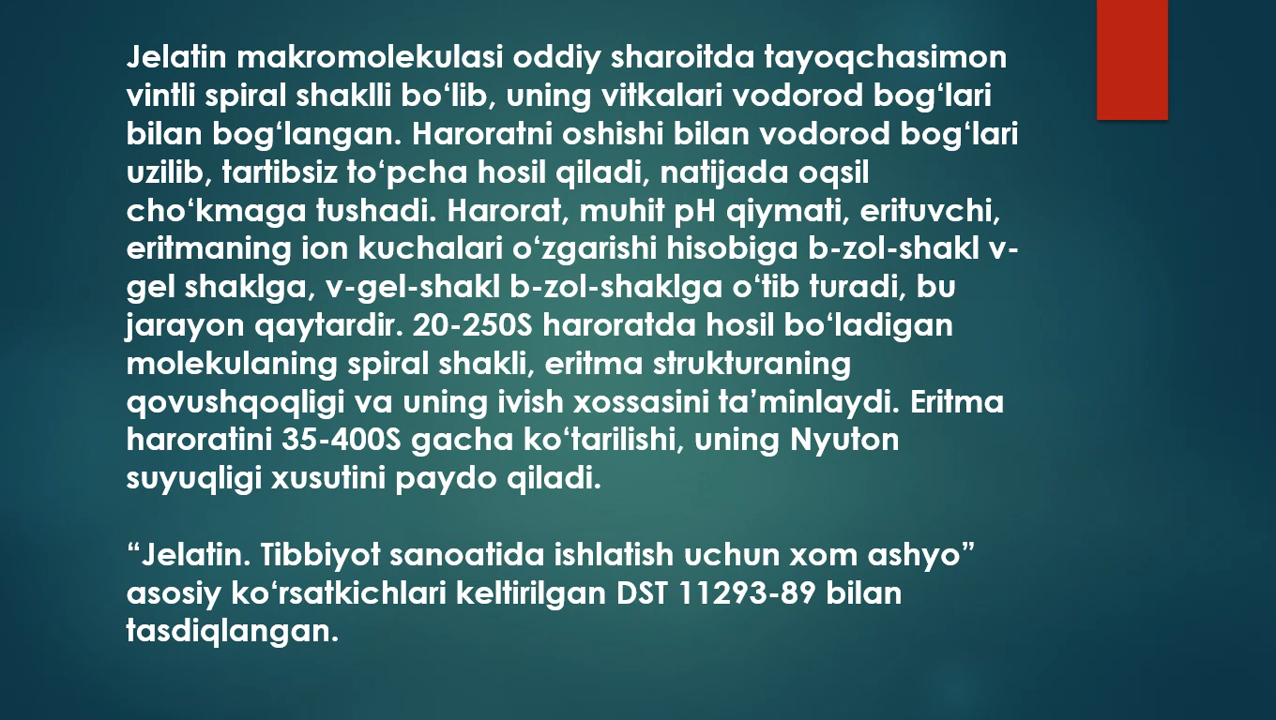 Jelatin makromolekulasi oddiy sharoitda tayoqchasimon
vintli spiral shaklli bo‘lib, uning vitkalari vodorod bog‘lari
bilan bog‘langan. Haroratni oshishi bilan vodorod bog‘lari
uzilib, tartibsiz to‘pcha hosil qiladi, natijada oqsil
cho‘kmaga tushadi. Harorat, muhit pH qiymati, erituvchi,
eritmaning ion kuchalari o‘zgarishi hisobiga b-zol-shakl v-
gel shaklga, v-gel-shakl b-zol-shaklga o‘tib turadi, bu
jarayon qaytardir. 20-250S haroratda hosil bo‘ladigan
molekulaning spiral shakli, eritma strukturaning
qovushqoqligi va uning ivish xossasini ta’minlaydi. Eritma
haroratini 35-400S gacha ko‘tarilishi, uning Nyuton
suyuqligi xusutini paydo qiladi.
“Jelatin. Tibbiyot sanoatida ishlatish uchun xom ashyo”
asosiy ko‘rsatkichlari keltirilgan DST 11293-89 bilan
tasdiqlangan.